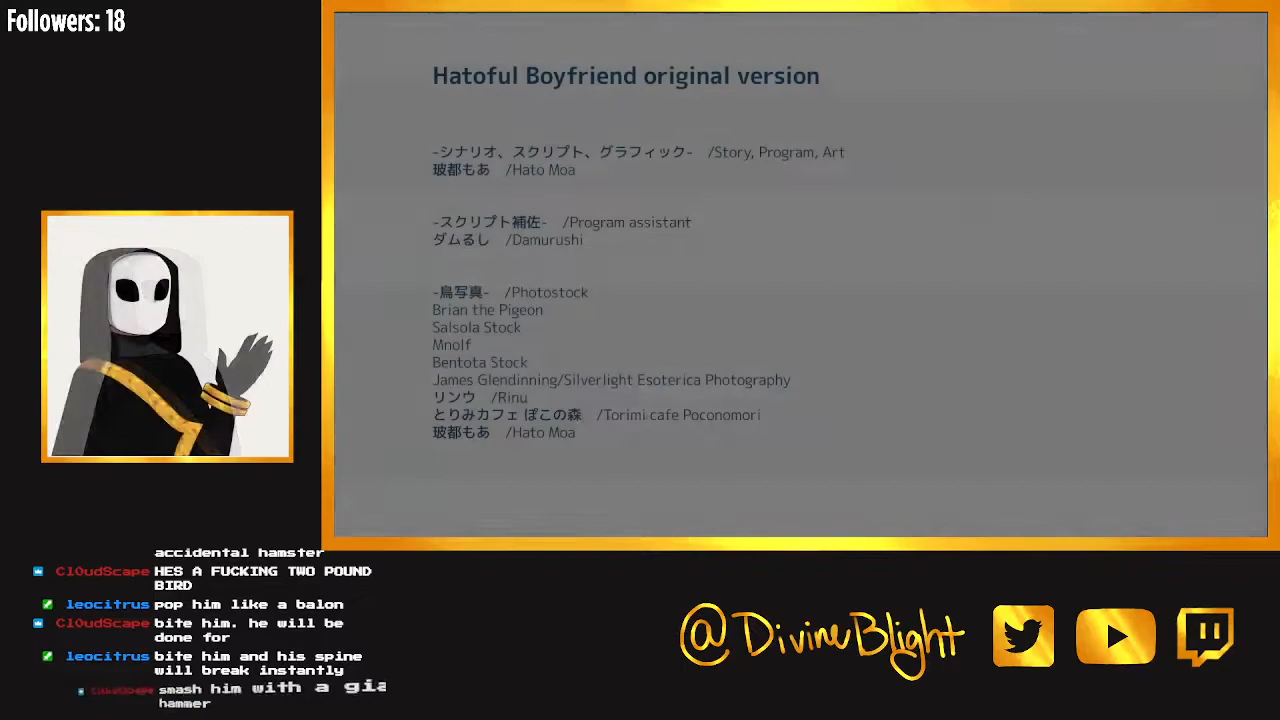 Followers: 18
Hatoful Boyfriend original version
-シナリオ、スクリプト、グラフィック- /Story, Program, Art
玻都もあ /Hato Moa
-スクリプト補佐- /Program assistant
ダムるし /Damurushi
-鳥写真- /Photostock
Brian the Pigeon
Salsola Stock
Mnolf
Bentota Stock
James Glendinning/Silverlight Esoterica Photography
リンウ /Rinu
とりみカフェ ぽこの森 /Torimi cafe Poconomori
玻都もあ /Hato Moa
accidental hamster
Cl0udScape HES A FUCKING TWO POUND
BIRD
leocitrus pop him like a balon
Cl0udScape bite him. he will be
done for
leocitrus bite him and his spine
will break instantly
Cl0udScape smash him with a gia
hammer
@DivineBlight